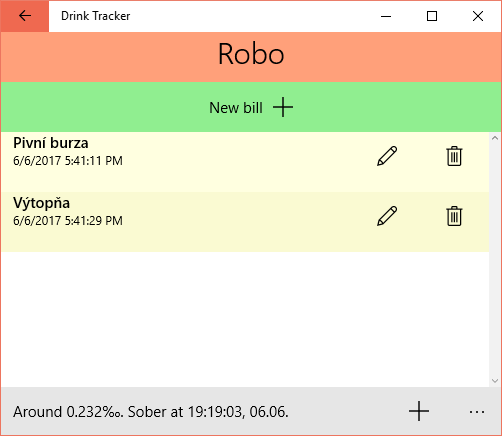 Drink Tracker
Robo
New bill
Pivní burza
6/6/2017 5:41:11 PM
Výtopňa
6/6/2017 5:41:29 PM
Around 0.232‰. Sober at 19:19:03, 06.06.